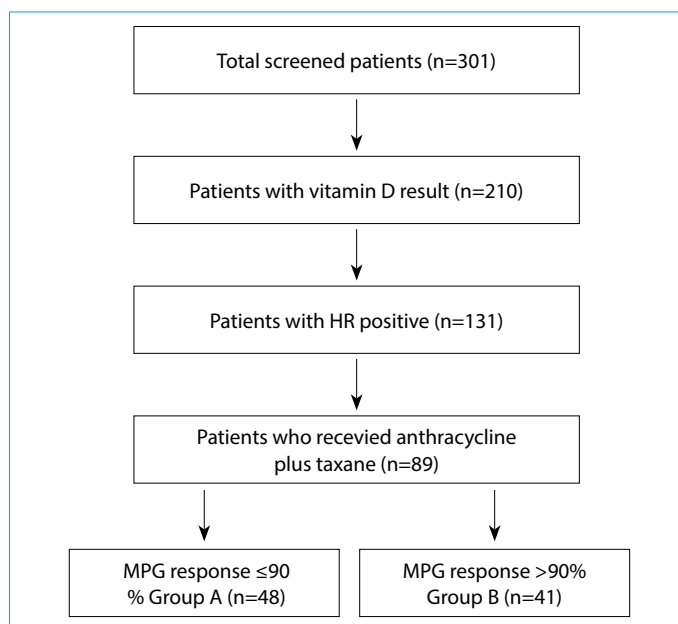 Total screened patients (n=301)
Patients with vitamin D result (n=210)
Patients with HR positive (n=131)
Patients who recevied anthracycline
plus taxane (n=89)
MPG response ≤90
% Group A (n=48)
MPG response >90%
Group B (n=41)